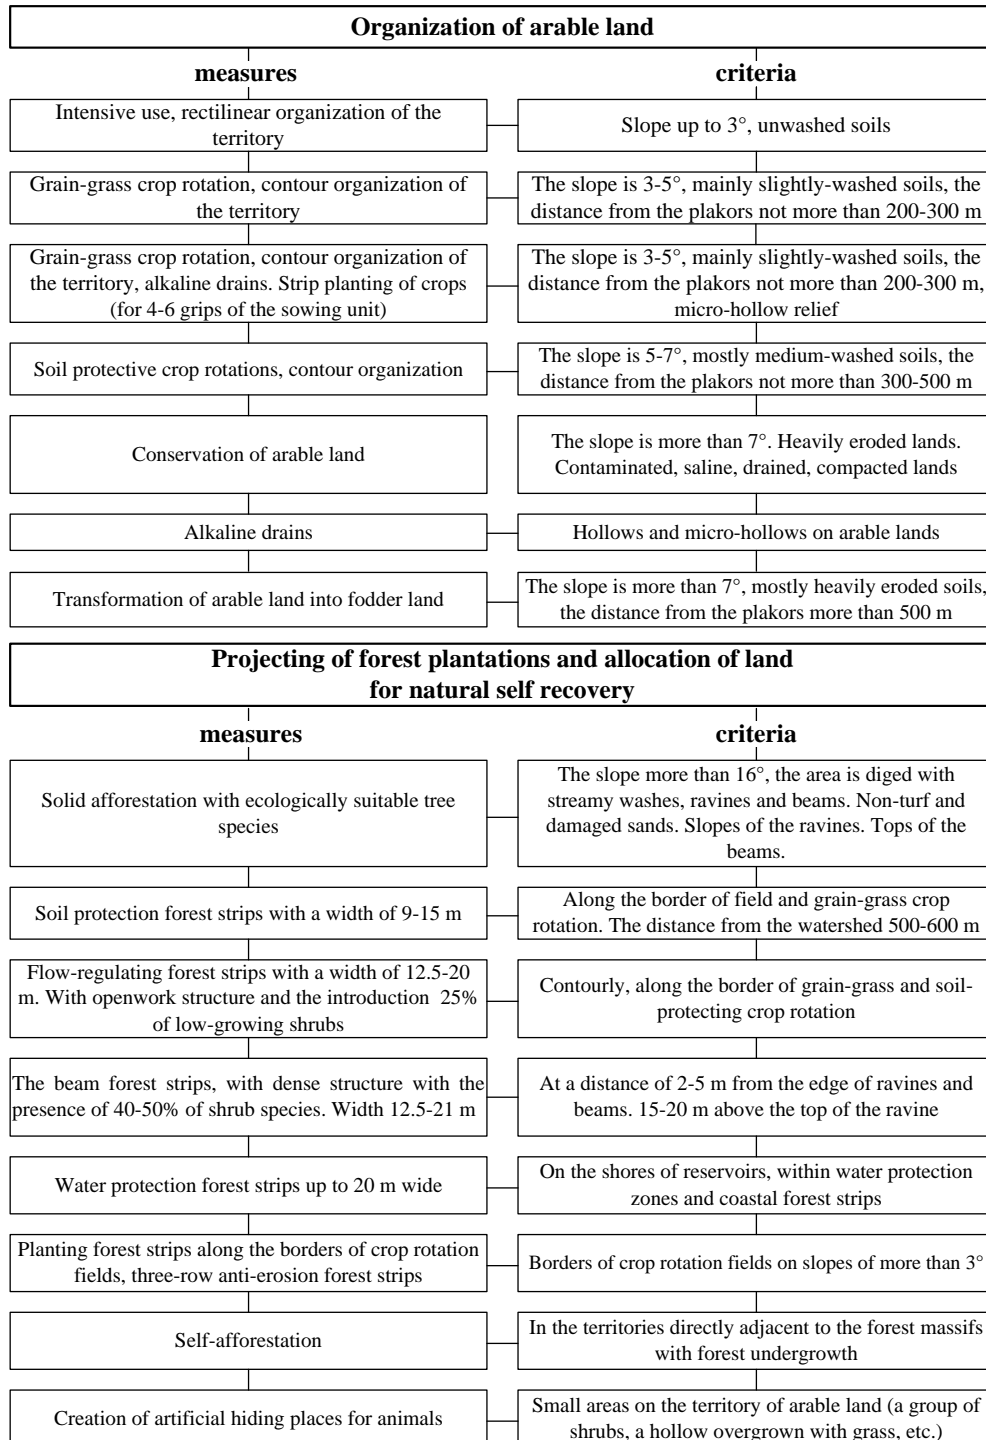 Organization of arable land
measures
criteria
Intensive use, rectilinear organization of the
territory
Slope up to 3°, unwashed soils
Grain-grass crop rotation, contour organization of
the territory
The slope is 3-5°, mainly slightly-washed soils, the
distance from the plakors not more than 200-300 m
Grain-grass crop rotation, contour organization of
the territory, alkaline drains. Strip planting of crops
(for 4-6 grips of the sowing unit)
The slope is 3-5°, mainly slightly-washed soils, the
distance from the plakors not more than 200-300 m,
micro-hollow relief
Soil protective crop rotations, contour organization
The slope is 5-7°, mostly medium-washed soils, the
distance from the plakors not more than 300-500 m
Conservation of arable land
The slope is more than 7°. Heavily eroded lands.
Contaminated, saline, drained, compacted lands
Alkaline drains
Hollows and micro-hollows on arable lands
Transformation of arable land into fodder land
The slope is more than 7°, mostly heavily eroded soils,
the distance from the plakors more than 500 m
Projecting of forest plantations and allocation of land
for natural self recovery
measures
criteria
Solid afforestation with ecologically suitable tree
species
The slope more than 16°, the area is diged with
streamy washes, ravines and beams. Non-turf and
damaged sands. Slopes of the ravines. Tops of the
beams.
Soil protection forest strips with a width of 9-15 m
Along the border of field and grain-grass crop
rotation. The distance from the watershed 500-600 m
Flow-regulating forest strips with a width of 12.5-20
m. With openwork structure and the introduction 25%
of low-growing shrubs
Contourly, along the border of grain-grass and soil-
protecting crop rotation
The beam forest strips, with dense structure with the
presence of 40-50% of shrub species. Width 12.5-21 m
At a distance of 2-5 m from the edge of ravines and
beams. 15-20 m above the top of the ravine
Water protection forest strips up to 20 m wide
On the shores of reservoirs, within water protection
zones and coastal forest strips
Planting forest strips along the borders of crop rotation
fields, three-row anti-erosion forest strips
Borders of crop rotation fields on slopes of more than 3°
Self-afforestation
In the territories directly adjacent to the forest massifs
with forest undergrowth
Creation of artificial hiding places for animals
Small areas on the territory of arable land (a group of
shrubs, a hollow overgrown with grass, etc.)